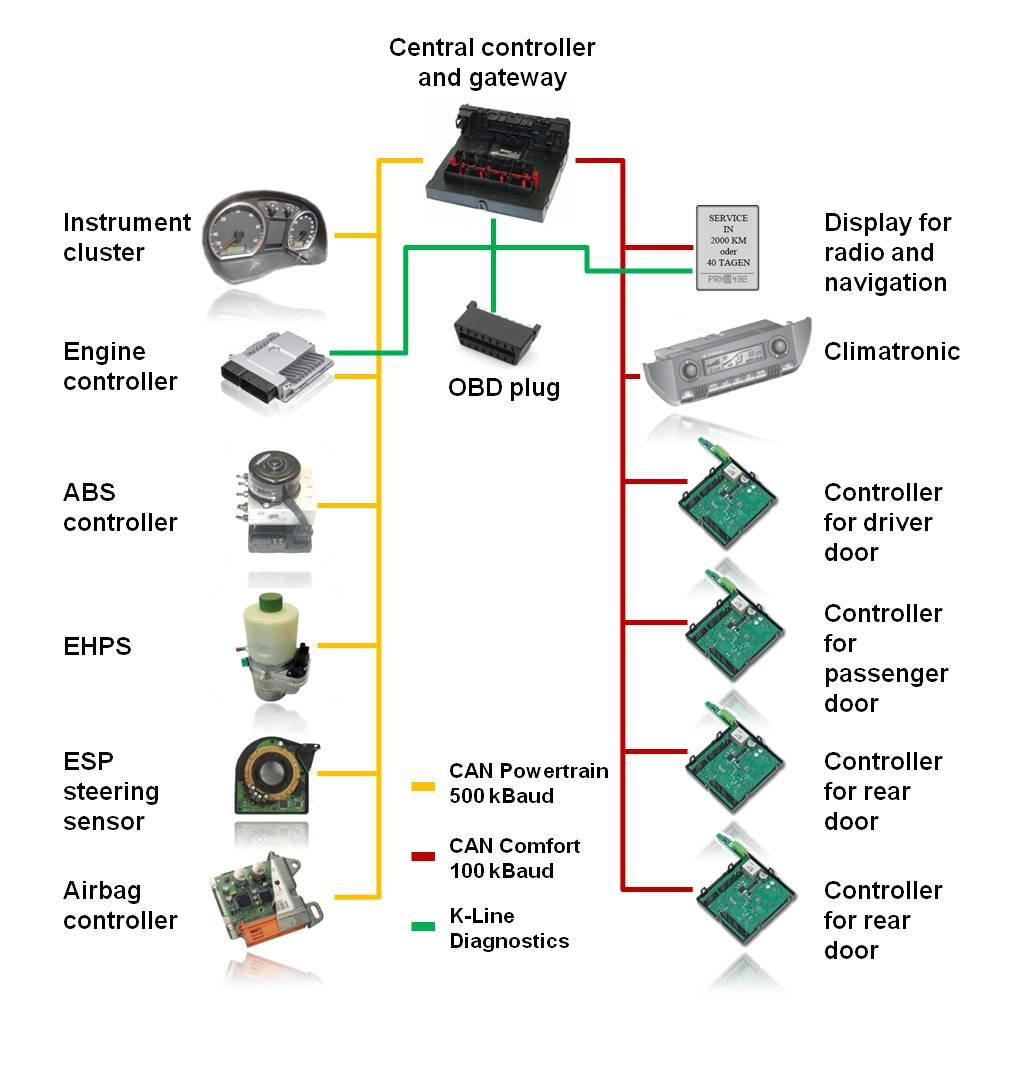 Central controller
and gateway
Instrument
cluster
SERVICE
IN
2000 KM
oder
40 TAGEN
Display for
radio and
navigation
Engine
controller
OBD plug
Climatronic
ABS
controller
Controller
for driver
door
EHPS
Controller
for
passenger
door
ESP
steering
sensor
CAN Powertrain
500 kBaud
Controller
for rear
door
CAN Comfort
100 kBaud
Airbag
controller
K-Line
Diagnostics
Controller
for rear
door